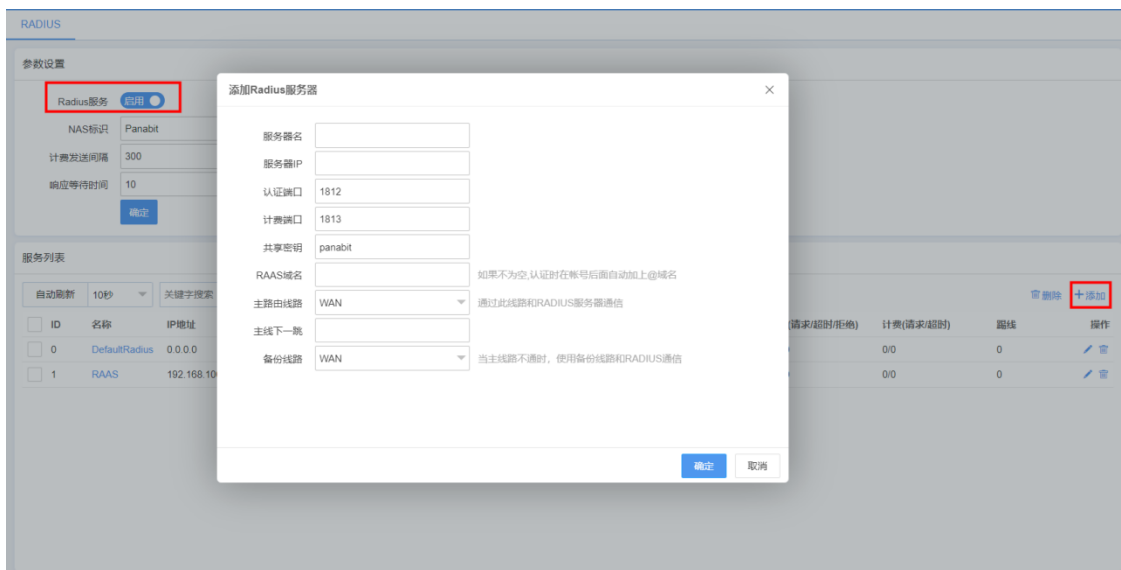 RADIUS
参数设置
Radius服务 启用
NAS标识 Panabit
计费发送间隔 300
响应等待时间 10
确定
添加Radius服务器
服务器名
服务器IP
认证端口 1812
计费端口 1813
共享密钥 panabit
RAAS域名 如果不为空,认证时在帐号后面自动加上@域名
主路由线路 WAN 通过此线路和RADIUS服务器通信
主线下一跳
备份线路 WAN 当主线路不通时，使用备份线路和RADIUS通信
确定 取消
服务列表
自动刷新 10秒 关键字搜索 删除 +添加
ID 名称 IP地址 (请求/超时/拒绝) 计费(请求/超时) 踢线 操作
0 DefaultRadius 0.0.0.0 0/0 0
1 RAAS 192.168.10 0/0 0